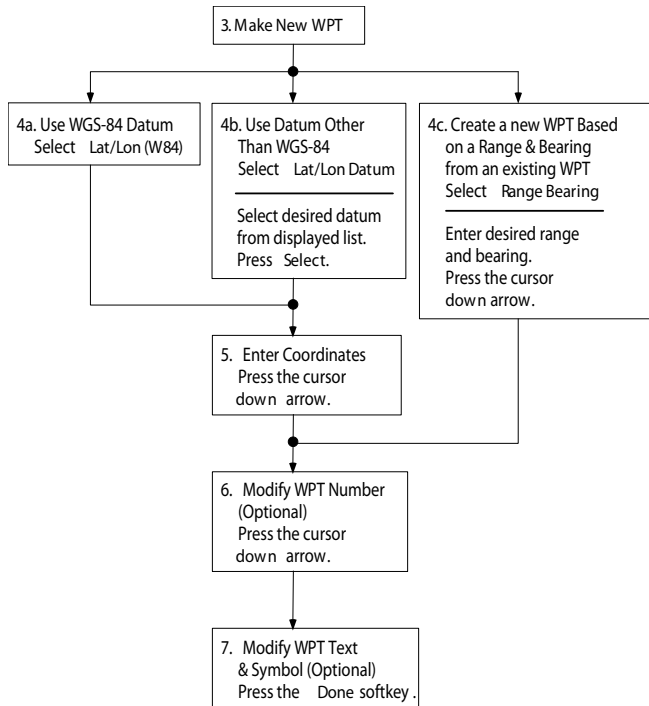 3. Make New WPT
4a. Use WGS-84 Datum
Select Lat/Lon (W84)
4b. Use Datum Other
Than WGS-84
Select Lat/Lon Datum
Select desired datum
from displayed list.
Press Select.
4c. Create a new WPT Based
on a Range & Bearing
from an existing WPT
Select Range Bearing
Enter desired range
and bearing.
Press the cursor
down arrow.
5. Enter Coordinates
Press the cursor
down arrow.
6. Modify WPT Number
(Optional)
Press the cursor
down arrow.
7. Modify WPT Text
& Symbol (Optional)
Press the Done softkey.